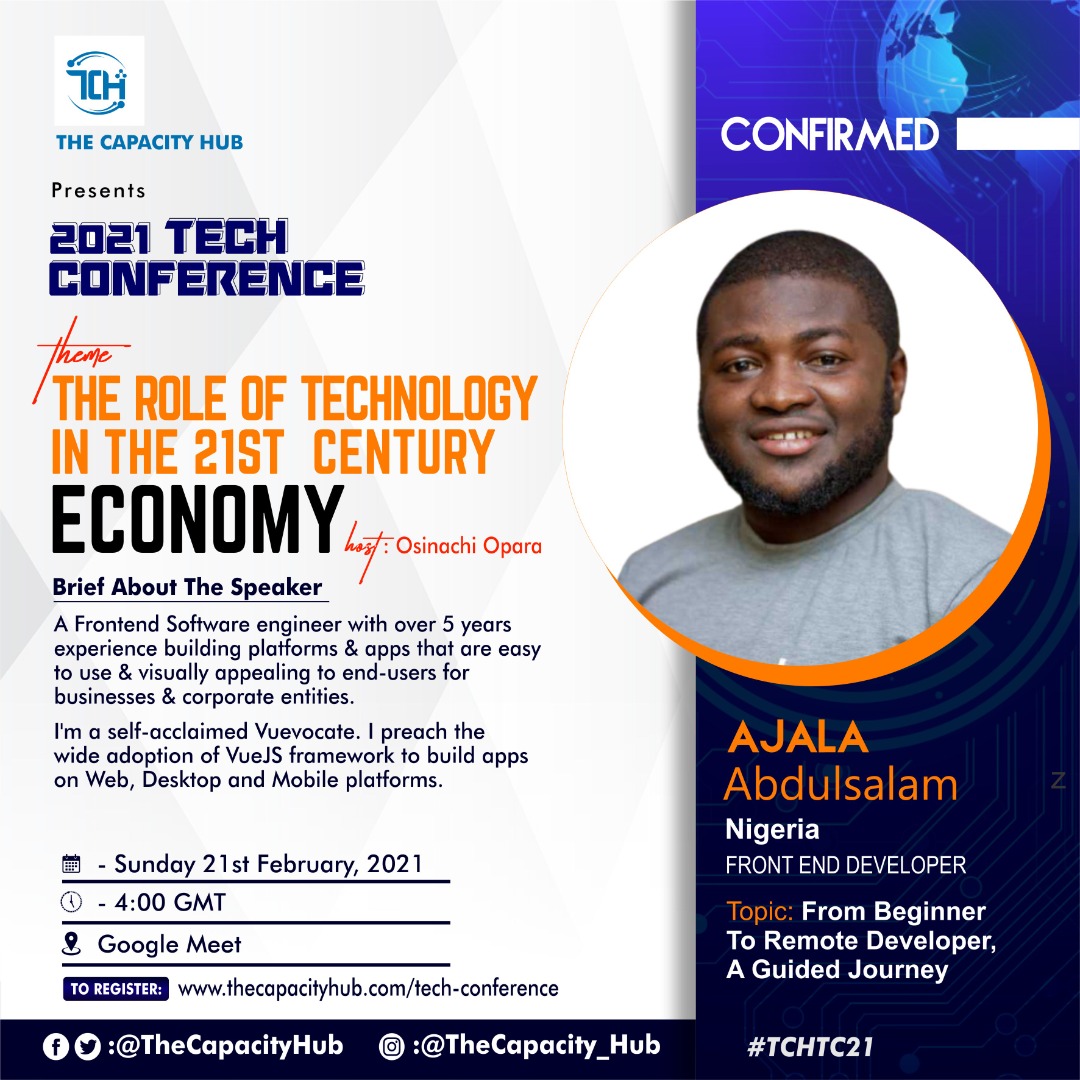 TCH
THE CAPACITY HUB
Presents
2021 TECH
CONFERENCE
theme
THE ROLE OF TECHNOLOGY
IN THE 21ST CENTURY
ECONOMY
host: Osinachi Opara
Brief About The Speaker
A Frontend Software engineer with over 5 years
experience building platforms & apps that are easy
to use & visually appealing to end-users for
businesses & corporate entities.
I'm a self-acclaimed Vuevocate. I preach the
wide adoption of VueJS framework to build apps
on Web, Desktop and Mobile platforms.
- Sunday 21st February, 2021
- 4:00 GMT
Google Meet
TO REGISTER: www.thecapacityhub.com/tech-conference
:@TheCapacityHub :@TheCapacity_Hub
CONFIRMED
AJALA
Abdulsalam
Z
Nigeria
FRONT END DEVELOPER
Topic: From Beginner
To Remote Developer,
A Guided Journey
#TCHTC21